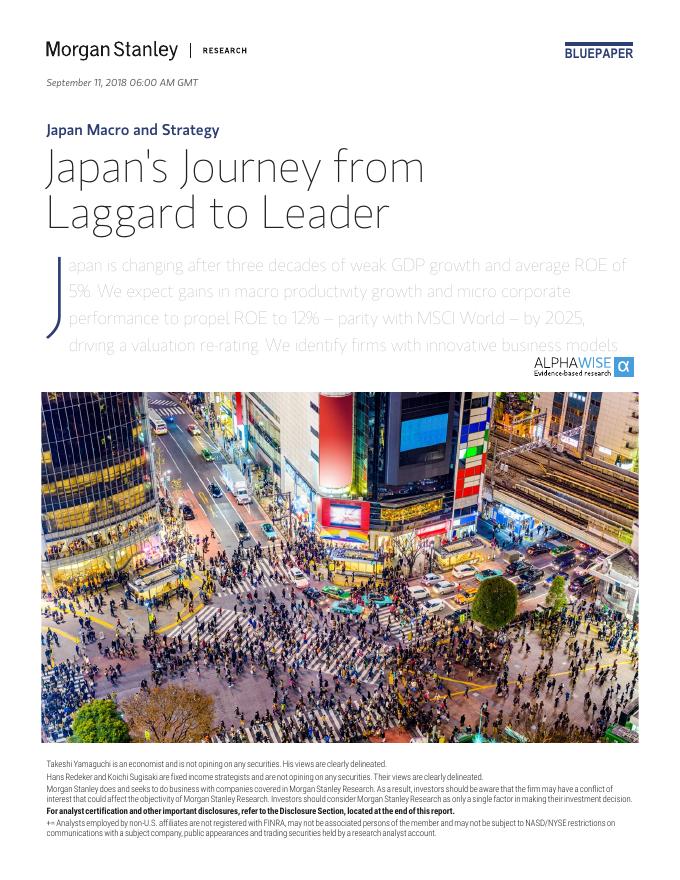 Morgan Stanley | RESEARCH
BLUEPAPER
September 11, 2018 06:00 AM GMT
Japan Macro and Strategy
Japan's Journey from
Laggard to Leader
Japan is changing after three decades of weak GDP growth and average ROE of
5%. We expect gains in macro productivity growth and micro corporate
performance to propel ROE to 12% – parity with MSCI World – by 2025,
driving a valuation re-rating. We identify firms with innovative business models
ALPHAWISE α
Evidence-based research
Takeshi Yamaguchi is an economist and is not opining on any securities. His views are clearly delineated.
Hans Redeker and Koichi Sugisaki are fixed income strategists and are not opining on any securities. Their views are clearly delineated.
Morgan Stanley does and seeks to do business with companies covered in Morgan Stanley Research. As a result, investors should be aware that the firm may have a conflict of
interest that could affect the objectivity of Morgan Stanley Research. Investors should consider Morgan Stanley Research as only a single factor in making their investment decision.
For analyst certification and other important disclosures, refer to the Disclosure Section, located at the end of this report.
+= Analysts employed by non-U.S. affiliates are not registered with FINRA, may not be associated persons of the member and may not be subject to NASD/NYSE restrictions on
communications with a subject company, public appearances and trading securities held by a research analyst account.